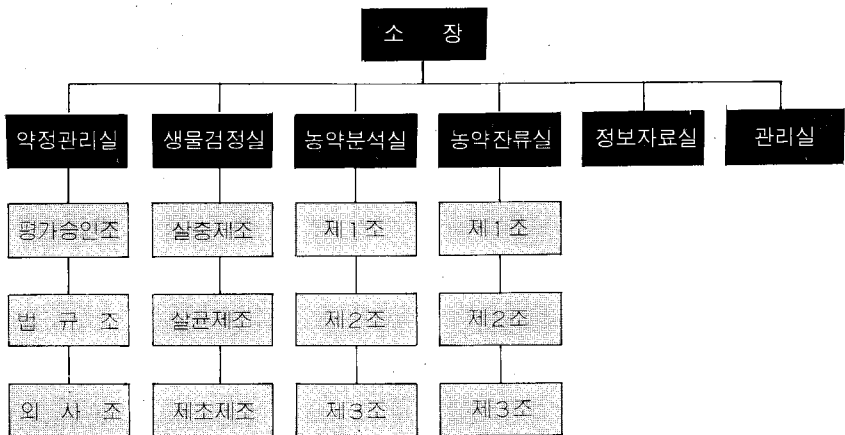 소 장
약정관리실 생물검정실 농약분석실 농약잔류실 정보자료실 관리실
평가승인조 살충제조 제1조 제1조
법 규 조 살균제조 제2조 제2조
외 사 조 제초제조 제3조 제3조